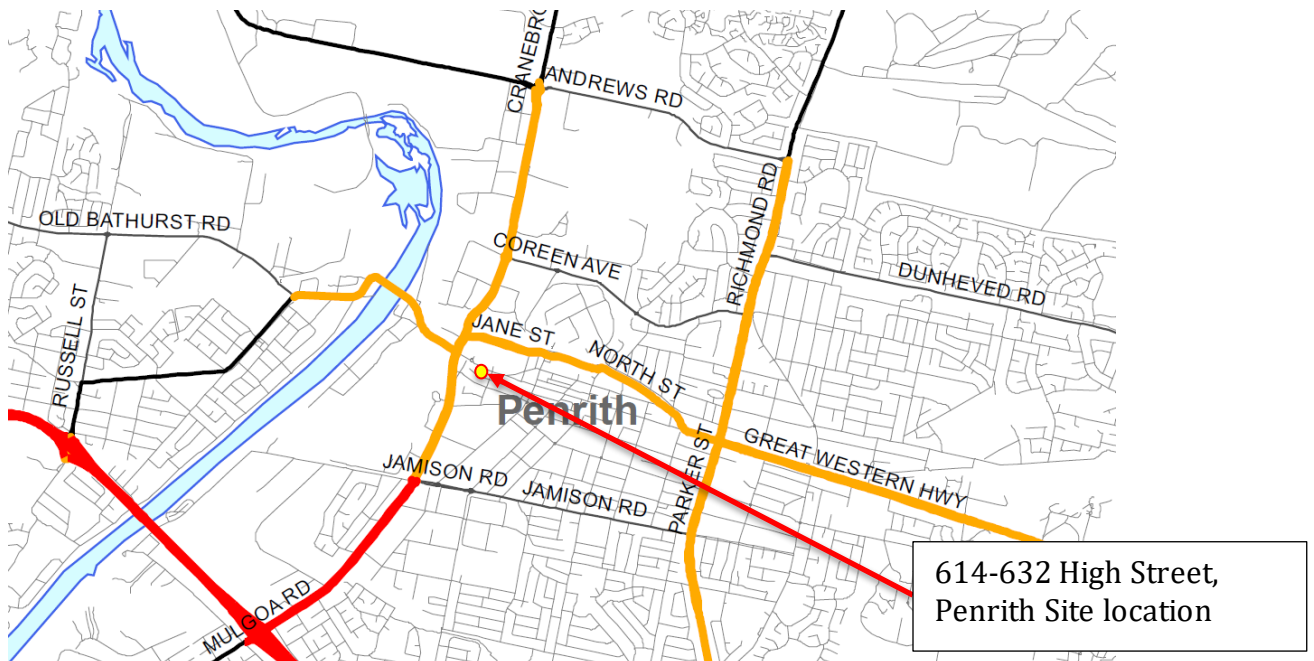 CRANEBRO
ANDREWS RD
OLD BATHURST RD
RICHMOND RD
COREEN AVE
DUNHEVED RD
RUSSELL ST
JANE ST
NORTH ST
Penrith
GREAT WESTERN HWY
PARKER ST
JAMISON RD
JAMISON RD
MULGOA RD
614-632 High Street,
Penrith Site location